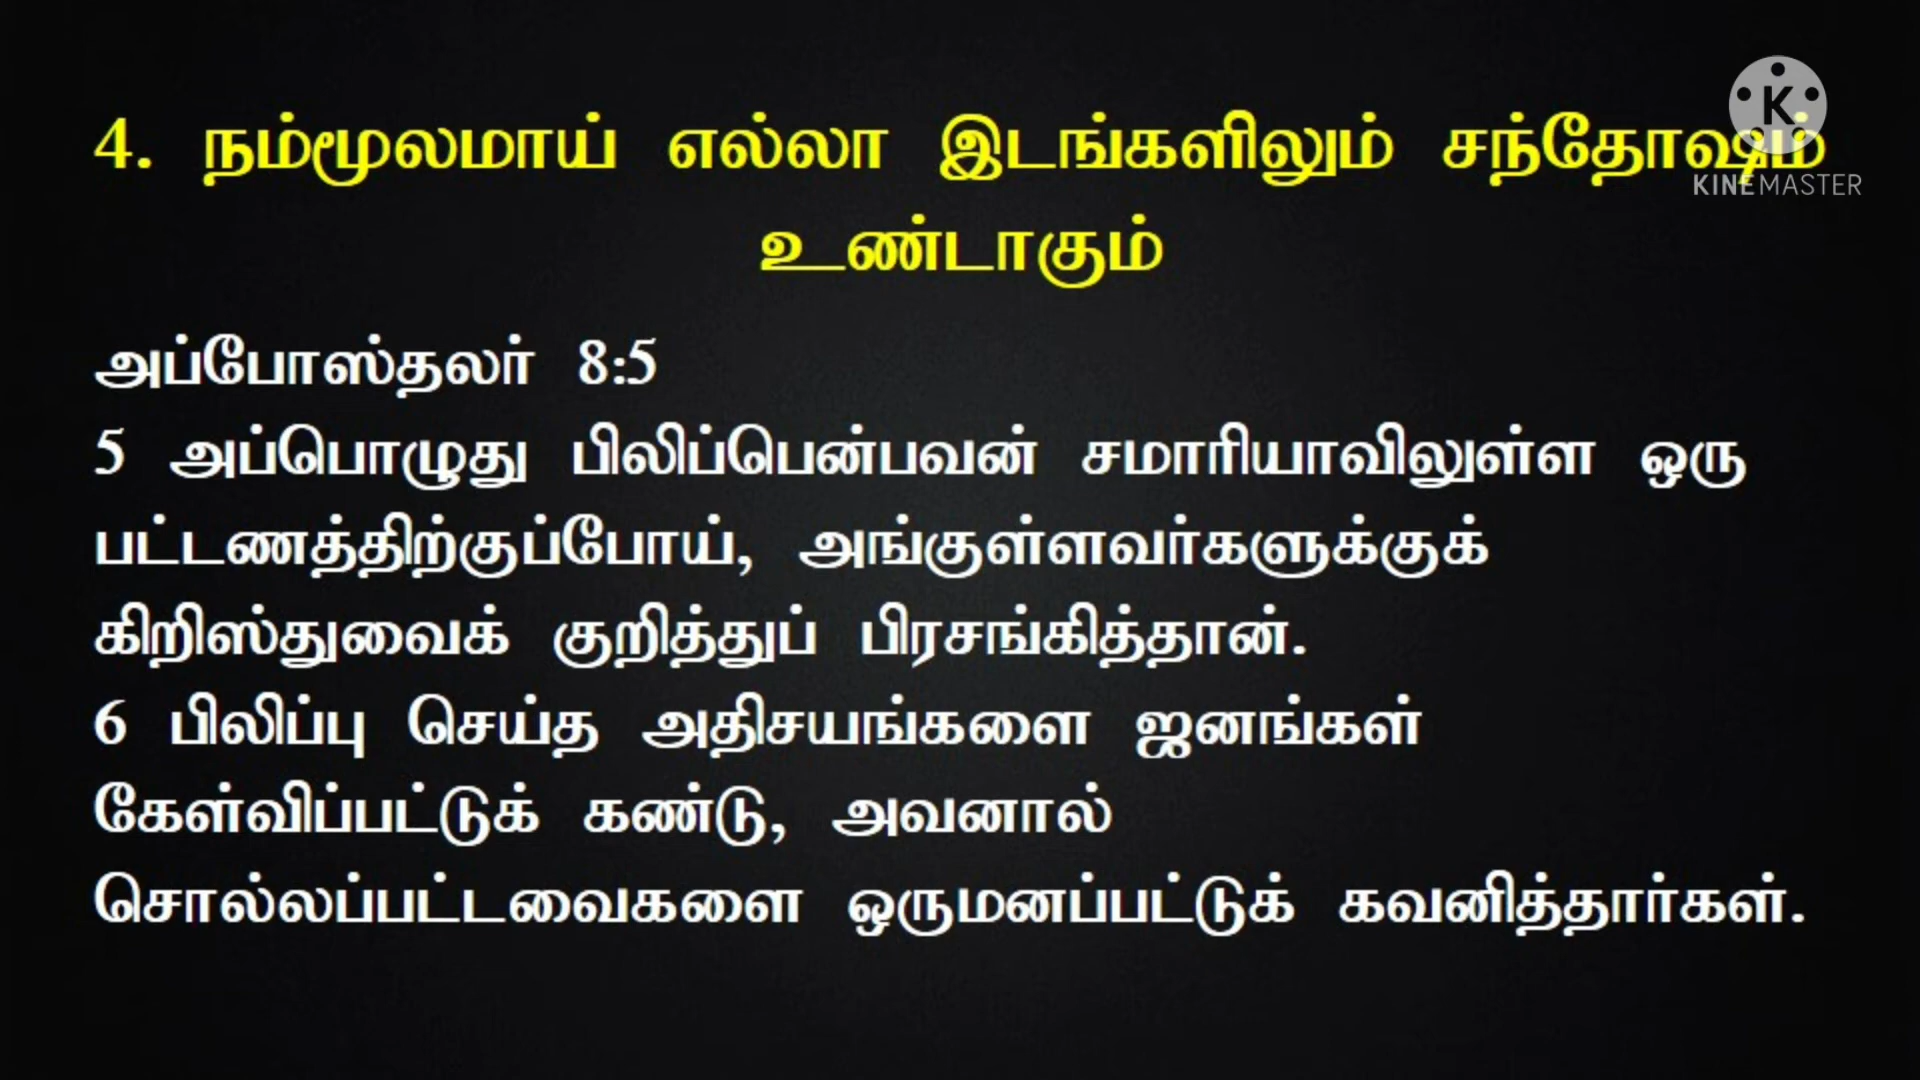 4. நம்மூலமாய் எல்லா இடங்களிலும் சந்தோஷம்
உண்டாகும்
KINEMASTER
அப்போஸ்தலர் 8:5
5 அப்பொழுது பிலிப்பென்பவன் சமாரியாவிலுள்ள ஒரு
பட்டணத்திற்குப்போய், அங்குள்ளவர்களுக்குக்
கிறிஸ்துவைக் குறித்துப் பிரசங்கித்தான்.
6 பிலிப்பு செய்த அதிசயங்களை ஜனங்கள்
கேள்விப்பட்டுக் கண்டு, அவனால்
சொல்லப்பட்டவைகளை ஒருமனப்பட்டுக் கவனித்தார்கள்.